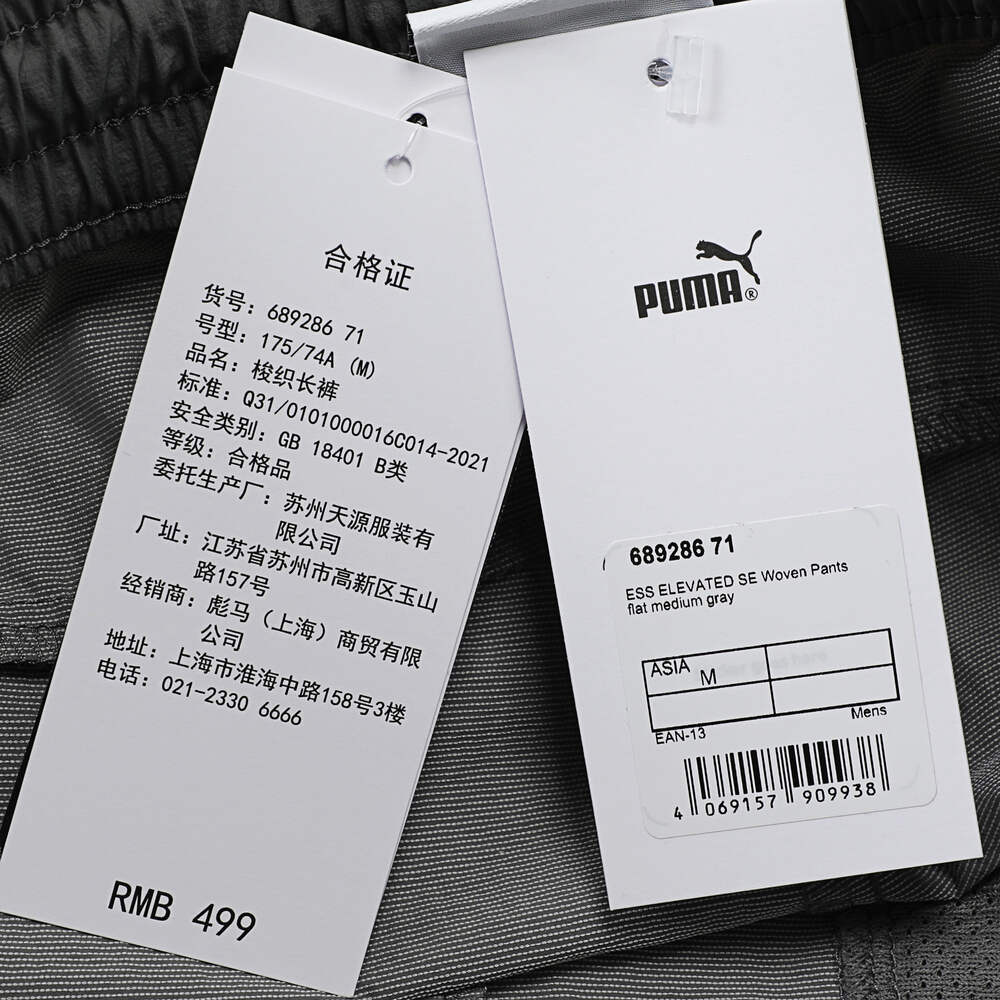 合格证
货号: 689286 71
号型: 175/74A (M)
品名: 梭织长裤
标准: Q31/0101000016C014-2021
安全类别: GB 18401 B类
等级: 合格品
委托生产厂: 苏州天源服装有
限公司
厂址: 江苏省苏州市高新区玉山
路157号
经销商: 彪马（上海）商贸有限
公司
地址: 上海市淮海中路158号3楼
电话: 021-2330 6666
RMB 499
PUMA®
689286 71
ESS ELEVATED SE Woven Pants
flat medium gray
ASIA
M
EAN-13 Mens
4 069157 909938